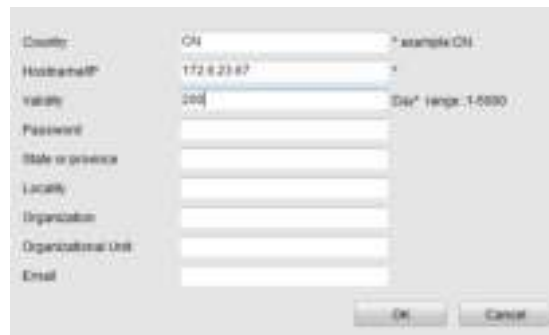 Country CN * example:CN
Hostname/IP 172.6.23.67 *
Validity 200 Day* range :1-5000
Password
State or province
Locality
Organization
Organizational Unit
Email
OK Cancel